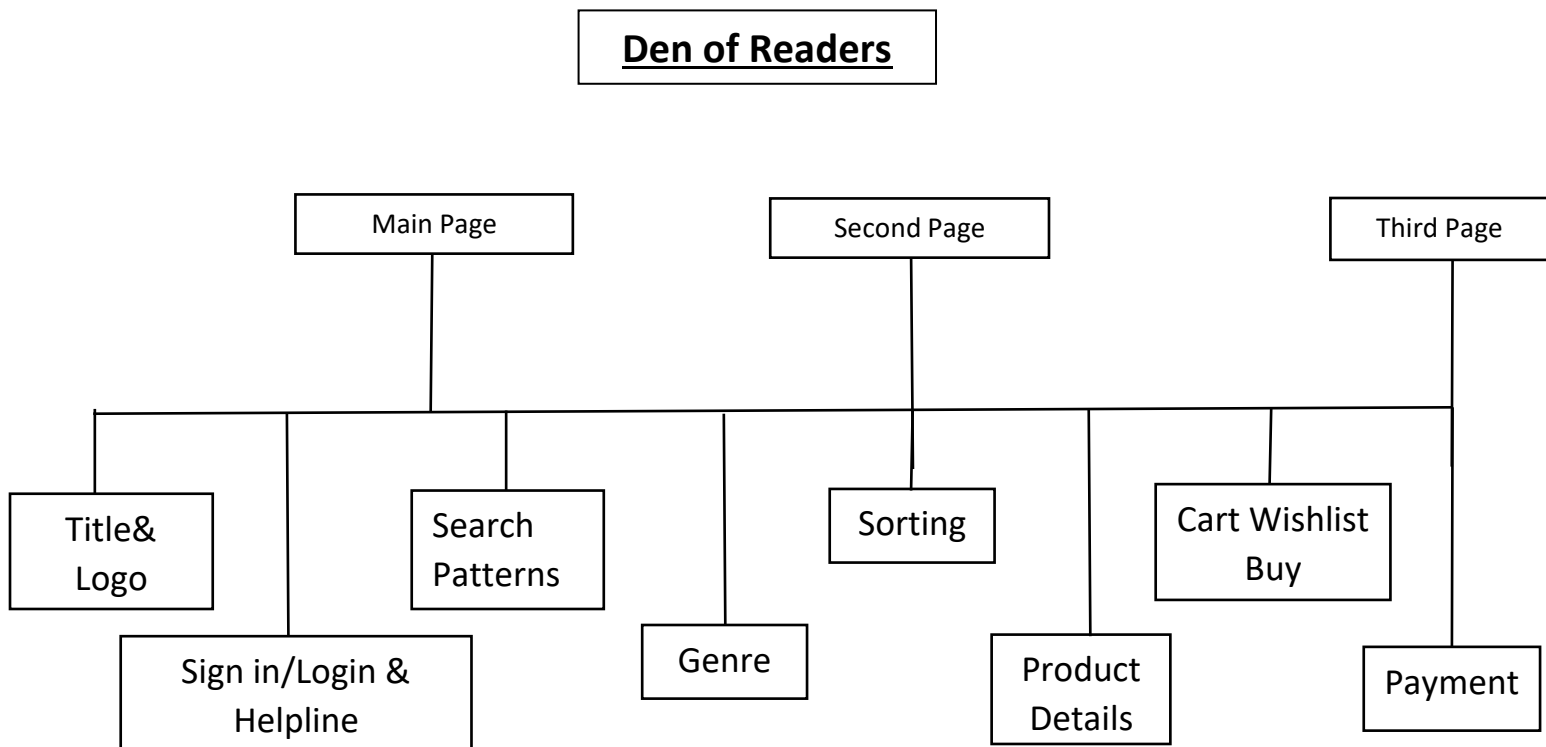 Den of Readers
Main Page
Second Page
Third Page
Title&
Logo
Sign in/Login &
Helpline
Search
Patterns
Genre
Sorting
Product
Details
Cart Wishlist
Buy
Payment